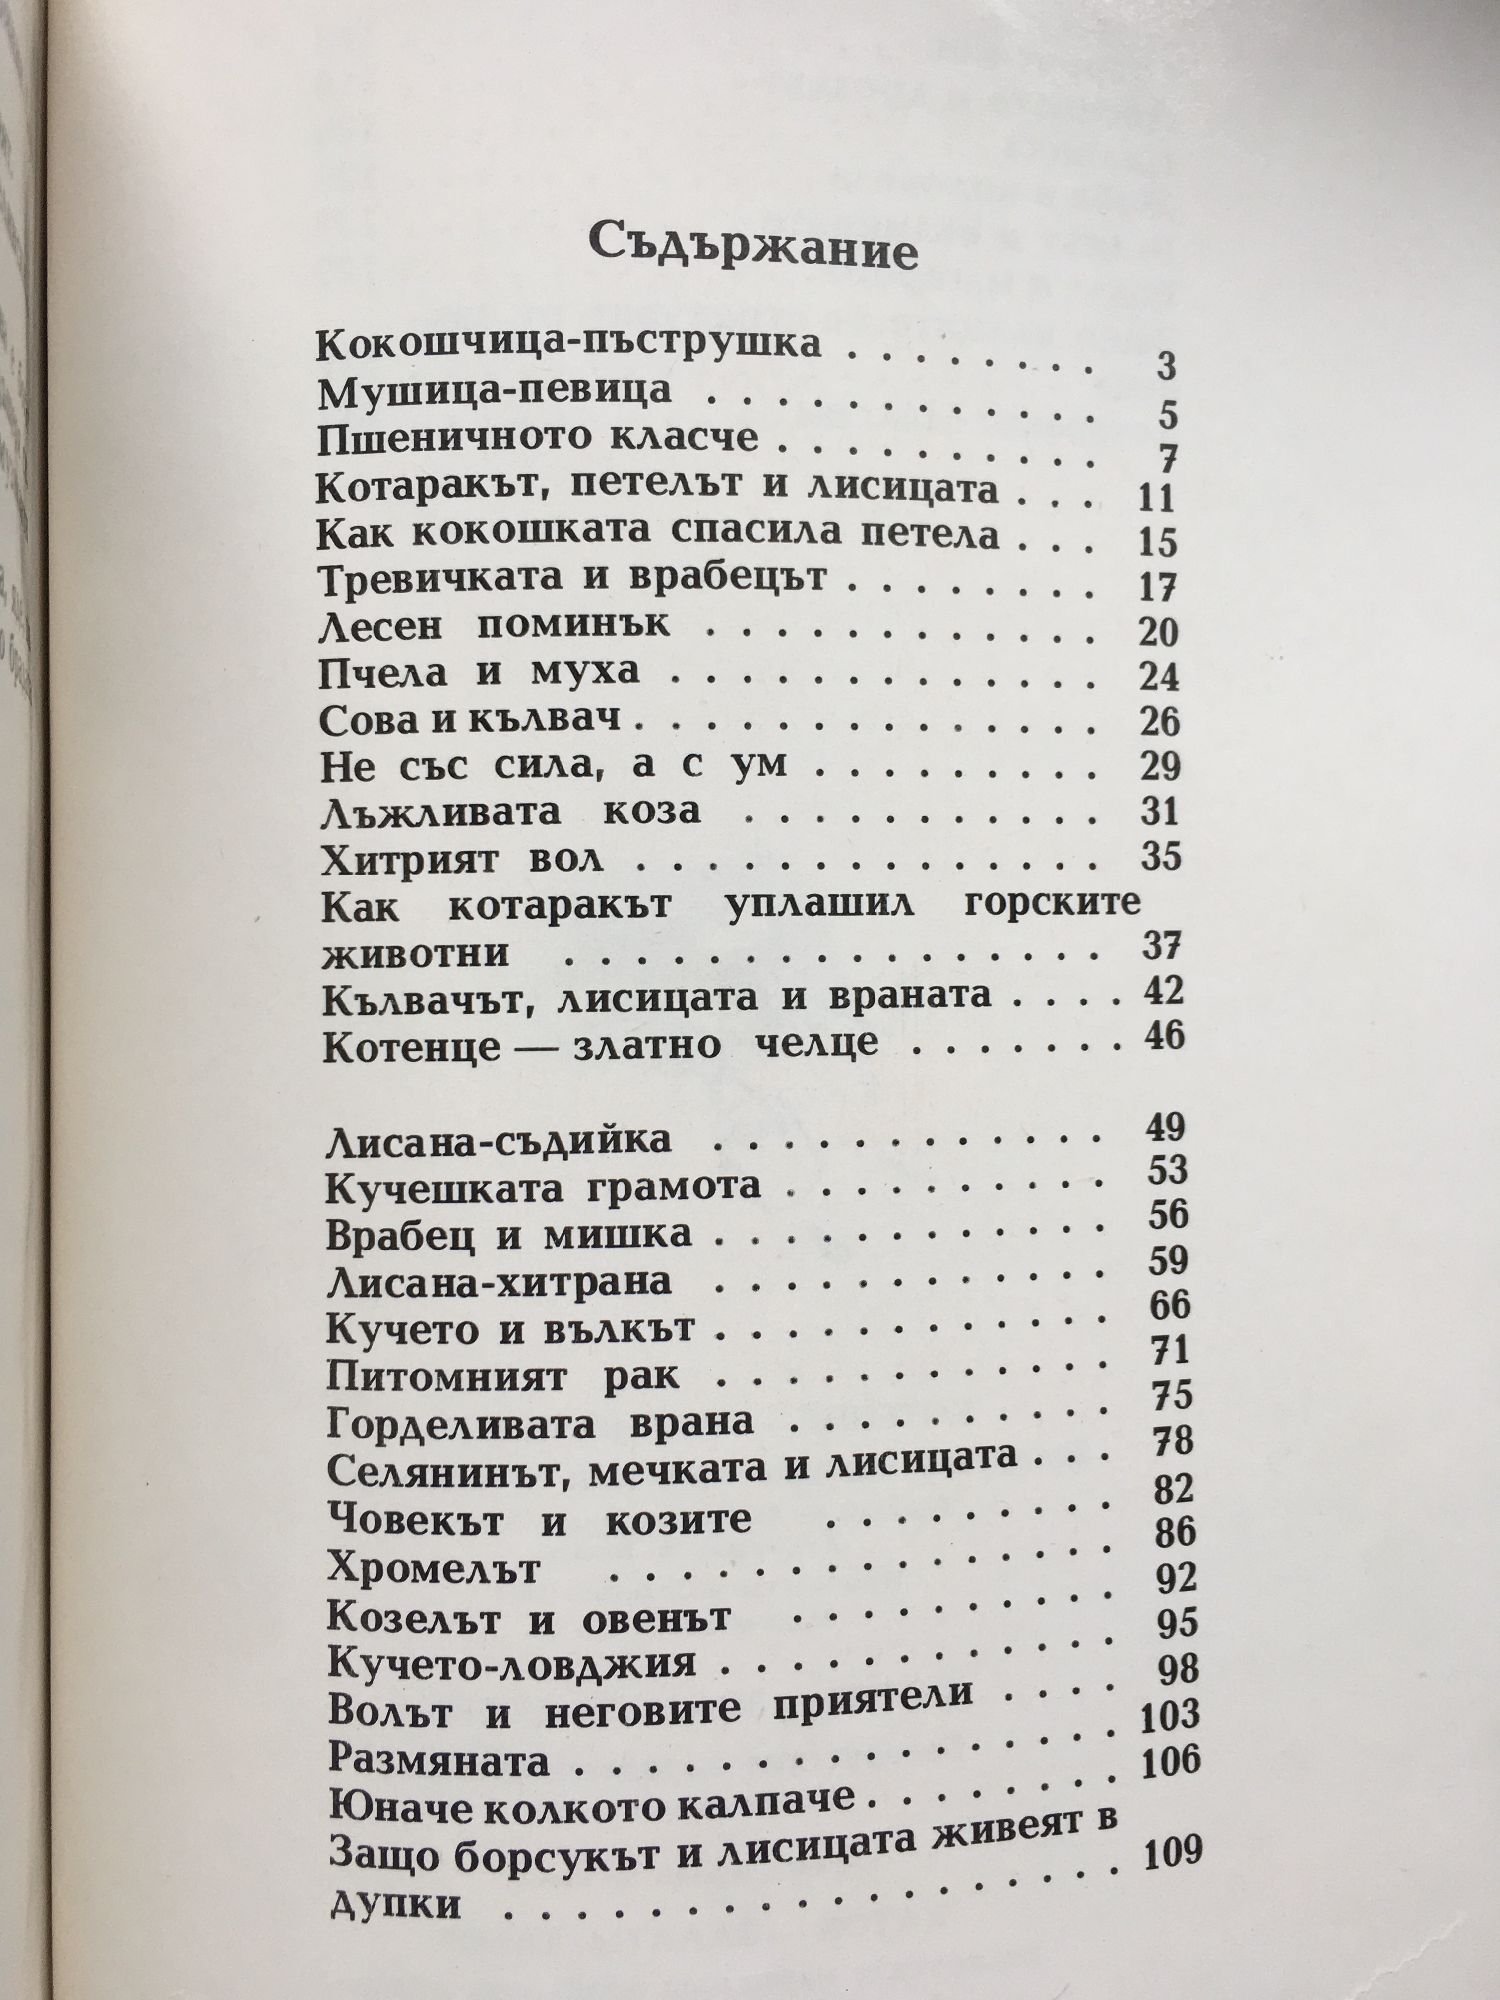 Съдържание
Кокошчица-пъструшка . . . . . . . 3
Мушица-певица . . . . . . . . . . . 5
Пшеничното класче . . . . . . . . . 7
Котаракът, петелът и лисицата . . . 11
Как кокошката спасила петела . . . 15
Тревичката и врабецът . . . . . . . 17
Лесен поминък . . . . . . . . . . . 20
Пчела и муха . . . . . . . . . . . . 24
Сова и кълвач . . . . . . . . . . . . 26
Не със сила, а с ум . . . . . . . . 29
Лъжливата коза . . . . . . . . . . 31
Хитрият вол . . . . . . . . . . . . 35
Как котаракът уплашил горските
животни . . . . . . . . . . . . . . 37
Кълвачът, лисицата и враната . . . . 42
Котенце — златно челце . . . . . . . 46
Лисана-съдийка . . . . . . . . . . . 49
Кучешката грамота . . . . . . . . . 53
Врабец и мишка . . . . . . . . . . . 56
Лисана-хитрана . . . . . . . . . . . 59
Кучето и вълкът . . . . . . . . . . . 66
Питомният рак . . . . . . . . . . . 71
Горделивата врана . . . . . . . . . 75
Селянинът, мечката и лисицата . . . 78
Човекът и козите . . . . . . . . . 82
Хромелът . . . . . . . . . . . . . . 86
Козелът и овенът . . . . . . . . . 92
Кучето-ловджия . . . . . . . . . . . 95
Волът и неговите приятели . . . . 98
Размяната . . . . . . . . . . . . . . 103
Юначе колкото калпаче . . . . . . . 106
Защо борсукът и лисицата живеят в
дупки . . . . . . . . . . . . . . . . 109